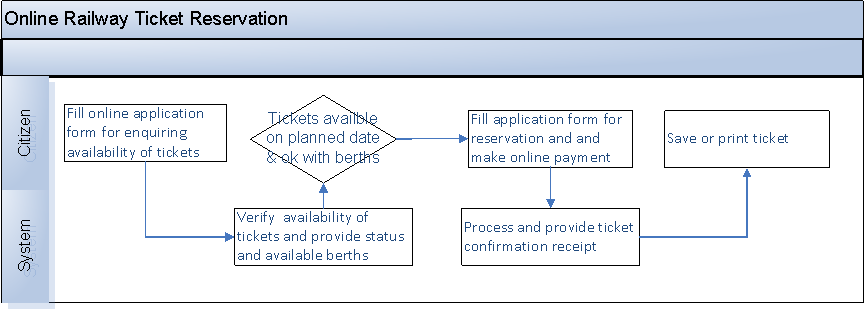 Online Railway Ticket Reservation
Citizen
Fill online application
form for enquiring
availability of tickets
Tickets availble
on planned date
& ok with berths
Fill application form for
reservation and and
make online payment
Save or print ticket
System
Verify availability of
tickets and provide status
and available berths
Process and provide ticket
confirmation receipt